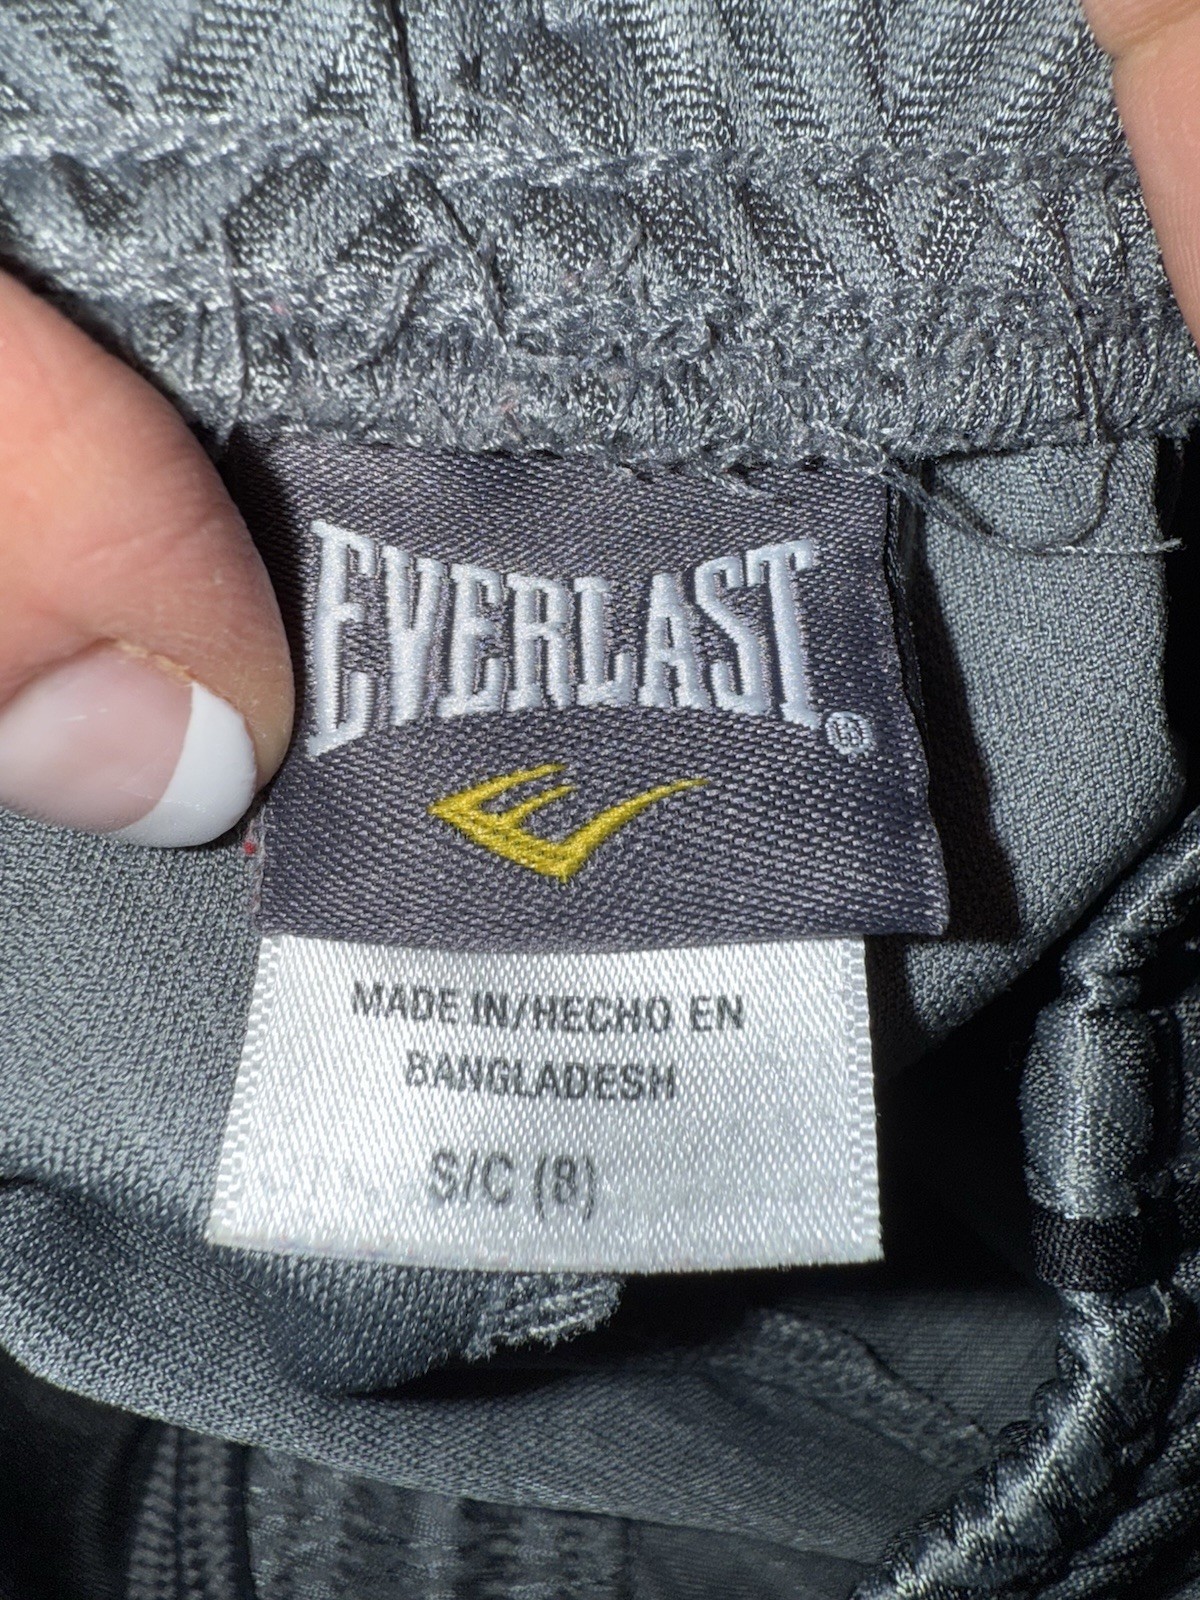 EVERLAST®
MADE IN/HECHO EN
BANGLADESH
S/C (8)